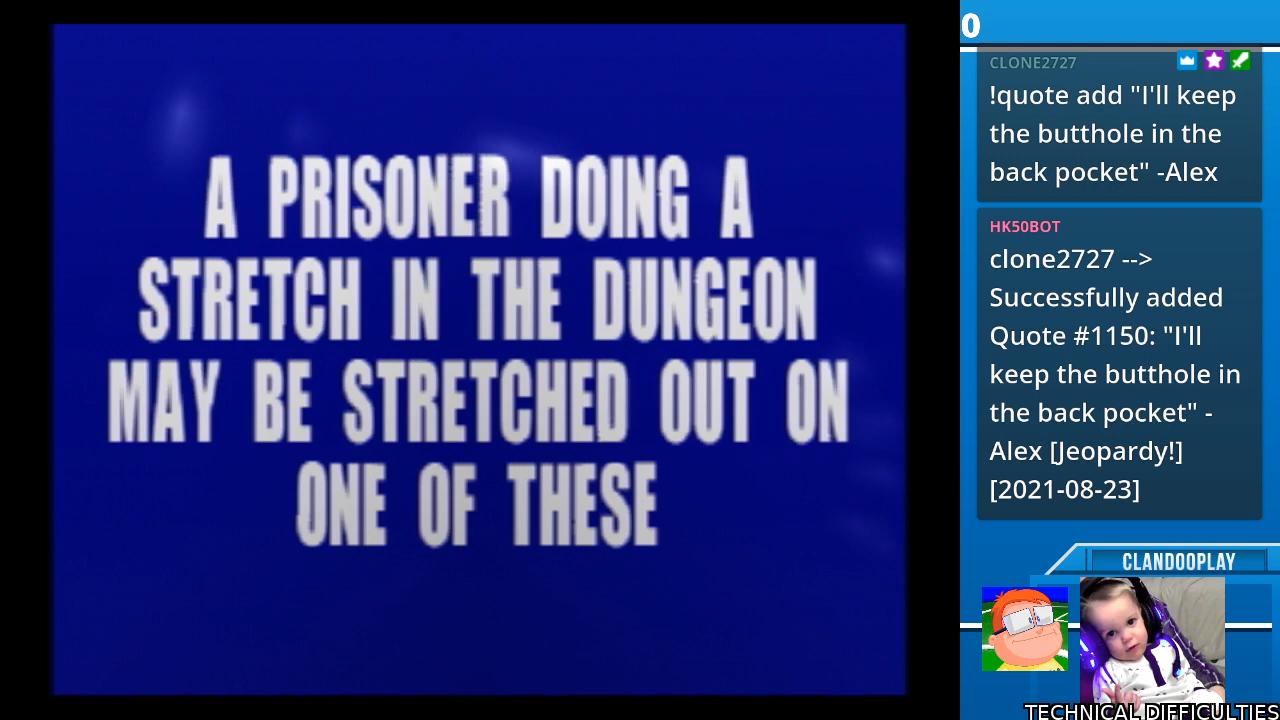 A PRISONER DOING A
STRETCH IN THE DUNGEON
MAY BE STRETCHED OUT ON
ONE OF THESE
0
CLONE2727
!quote add "I'll keep
the butthole in the
back pocket" -Alex
HK50BOT
clone2727 -->
Successfully added
Quote #1150: "I'll
keep the butthole in
the back pocket" -
Alex [Jeopardy!]
[2021-08-23]
CLANDOOPLAY
TECHNICAL DIFFICULTIES